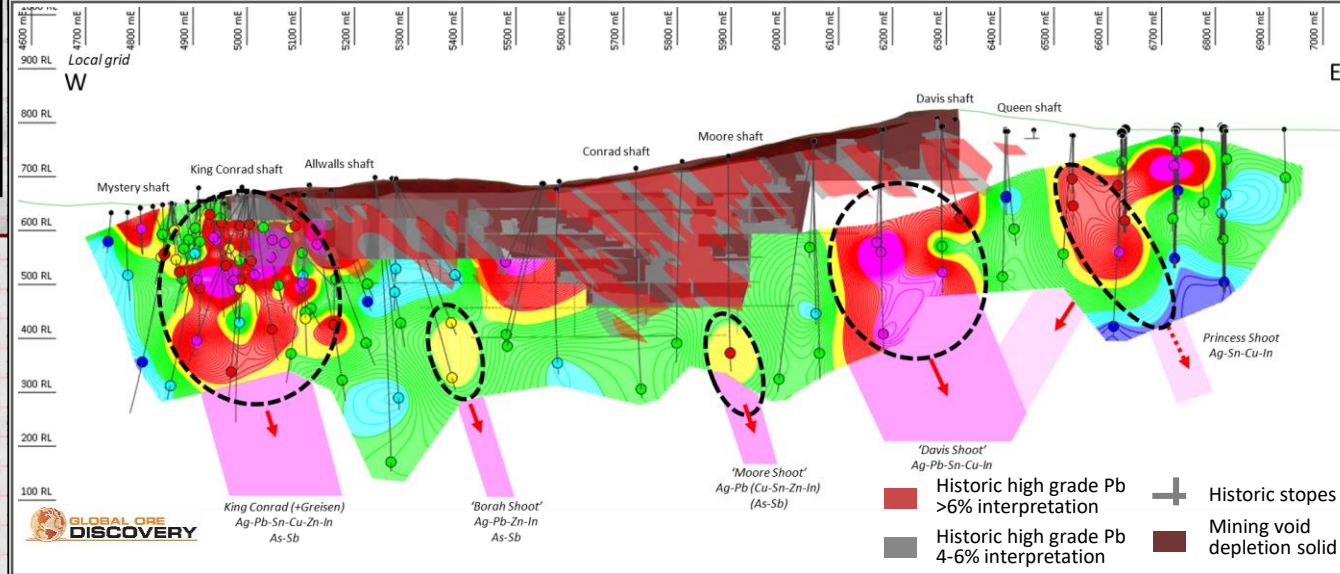 4600 mE
4700 mE
4800 mE
4900 mE
5000 mE
5100 mE
5200 mE
5300 mE
5400 mE
5500 mE
5600 mE
5700 mE
5800 mE
5900 mE
6000 mE
6100 mE
6200 mE
6300 mE
6400 mE
6500 mE
6600 mE
6700 mE
6800 mE
6900 mE
7000 mE
Local grid
W
E
900 RL
800 RL
700 RL
600 RL
500 RL
400 RL
300 RL
200 RL
100 RL
Mystery shaft
King Conrad shaft
Allwalls shaft
Conrad shaft
Moore shaft
Davis shaft
Queen shaft
King Conrad (+Greisen)
Ag-Pb-Sn-Cu-Zn-In
As-Sb
'Borah Shoot'
Ag-Pb-Zn-In
As-Sb
'Moore Shoot'
Ag-Pb (Cu-Sn-Zn-In)
(As-Sb)
'Davis Shoot'
Ag-Pb-Sn-Cu-In
Princess Shoot
Ag-Sn-Cu-In
Historic high grade Pb
>6% interpretation
Historic high grade Pb
4-6% interpretation
Historic stopes
Mining void
depletion solid
GLOBAL ORE
DISCOVERY